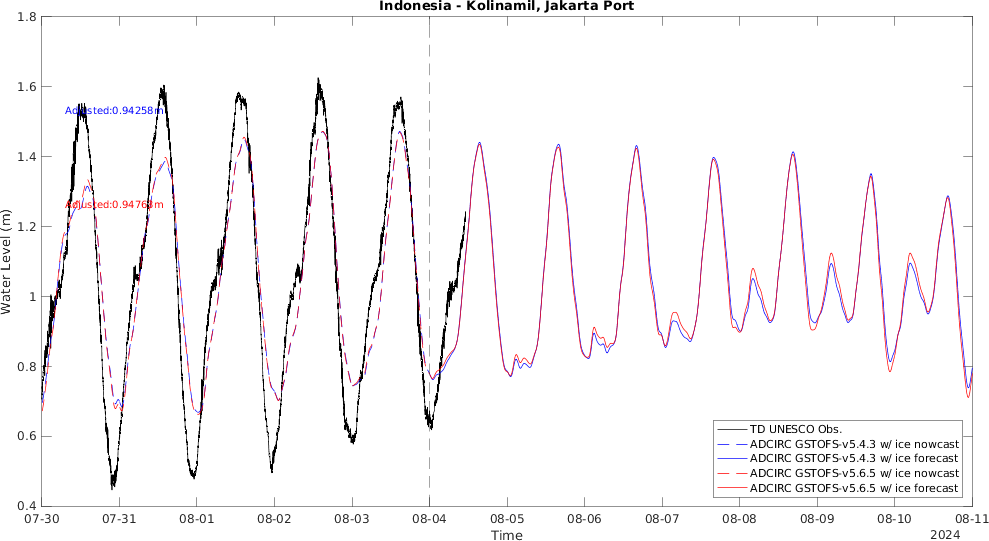 Indonesia - Kolinamil, Jakarta Port
1.8
1.6
1.4
1.2
1
0.8
0.6
0.4
Water Level (m)
Adjusted:0.94258m
Adjusted:0.94763m
TD UNESCO Obs.
ADCIRC GSTOFS-v5.4.3 w/ ice nowcast
ADCIRC GSTOFS-v5.4.3 w/ ice forecast
ADCIRC GSTOFS-v5.6.5 w/ ice nowcast
ADCIRC GSTOFS-v5.6.5 w/ ice forecast
07-30 07-31 08-01 08-02 08-03 08-04 08-05 08-06 08-07 08-08 08-09 08-10 08-11
Time
2024